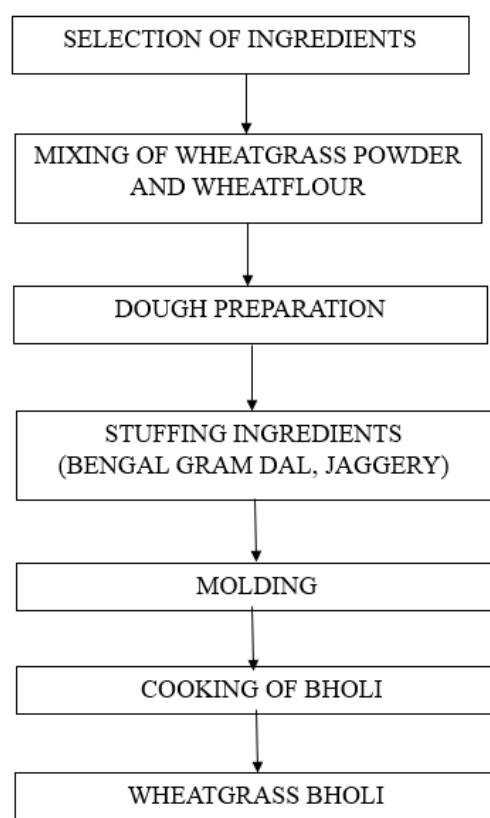 SELECTION OF INGREDIENTS
MIXING OF WHEATGRASS POWDER
AND WHEATFLOUR
DOUGH PREPARATION
STUFFING INGREDIENTS
(BENGAL GRAM DAL, JAGGERY)
MOLDING
COOKING OF BHOLI
WHEATGRASS BHOLI